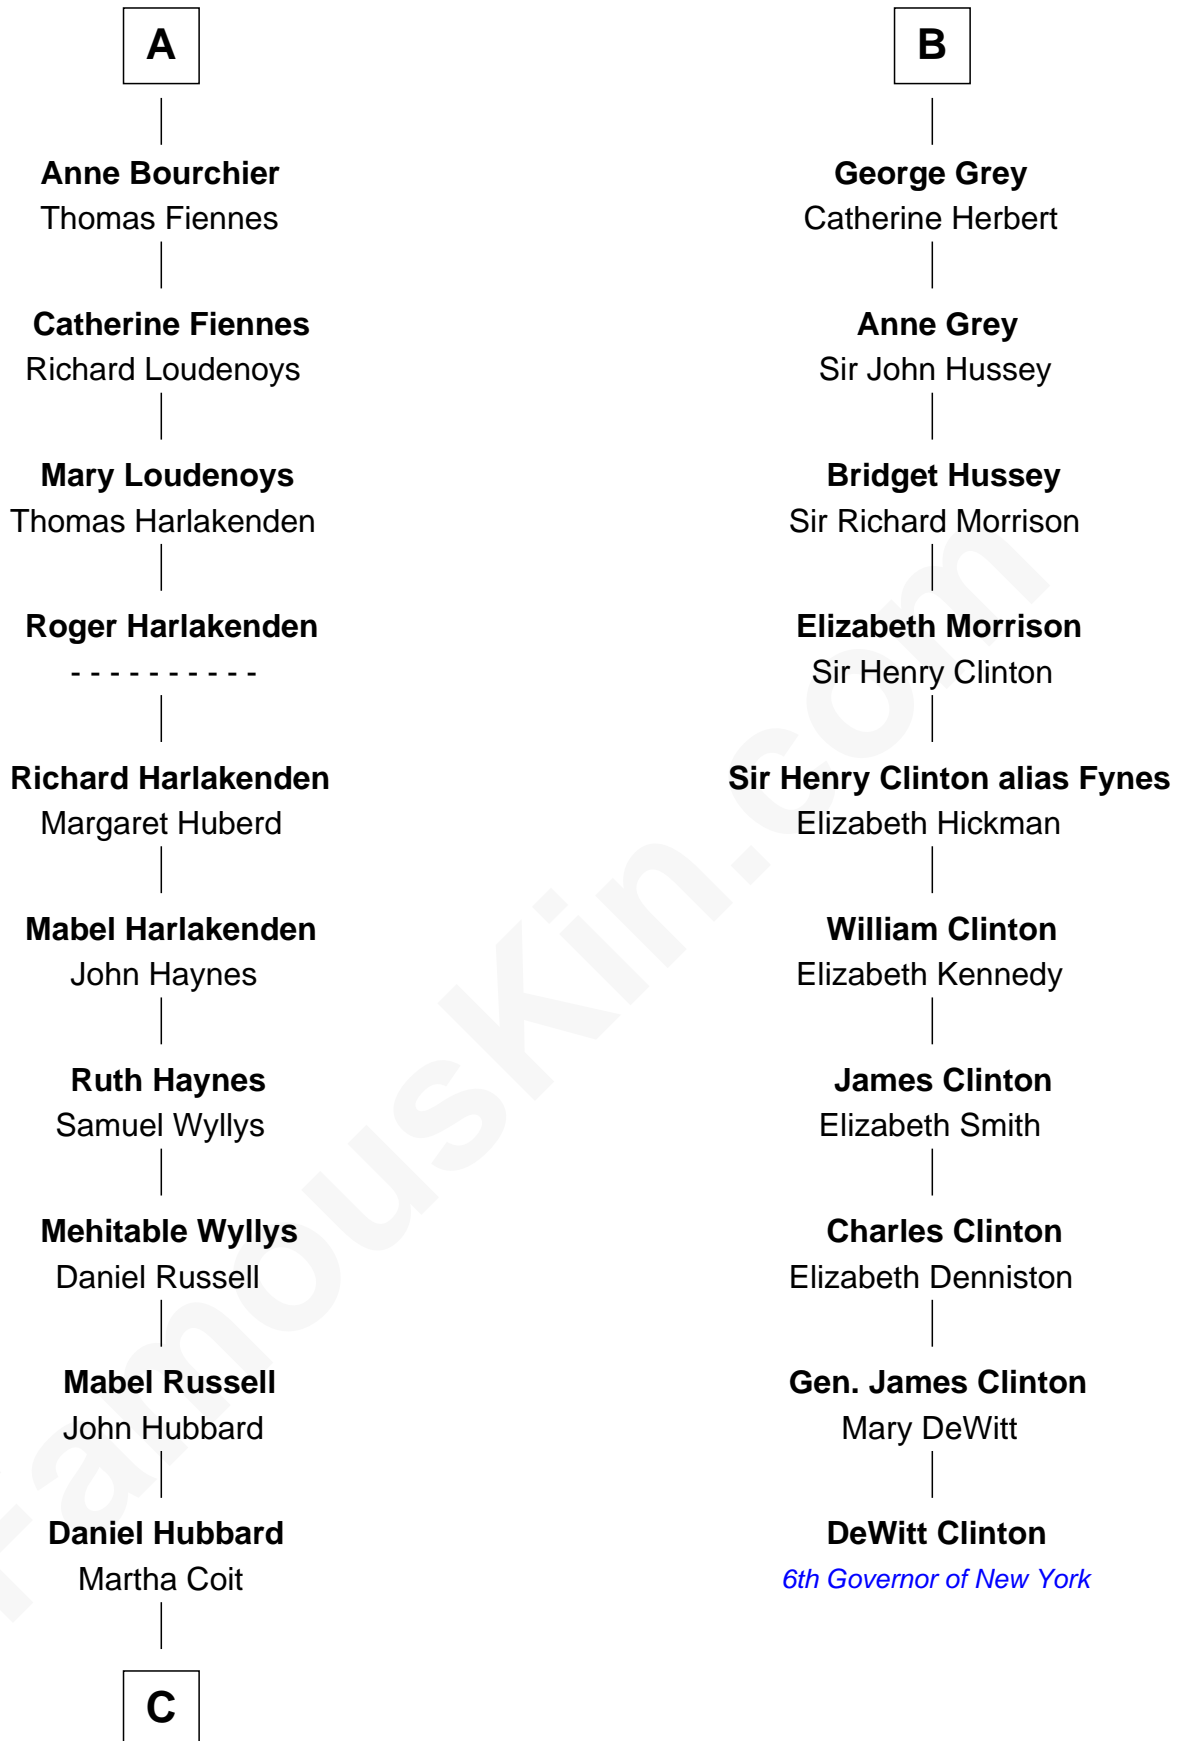 A
Anne Bourchier
Thomas Fiennes
Catherine Fiennes
Richard Loudenoys
Mary Loudenoys
Thomas Harlakenden
Roger Harlakenden
- - - - - - - - - -
Richard Harlakenden
Margaret Huberd
Mabel Harlakenden
John Haynes
Ruth Haynes
Samuel Wyllys
Mehitable Wyllys
Daniel Russell
Mabel Russell
John Hubbard
Daniel Hubbard
Martha Coit
C
B
George Grey
Catherine Herbert
Anne Grey
Sir John Hussey
Bridget Hussey
Sir Richard Morrison
Elizabeth Morrison
Sir Henry Clinton
Sir Henry Clinton alias Fynes
Elizabeth Hickman
William Clinton
Elizabeth Kennedy
James Clinton
Elizabeth Smith
Charles Clinton
Elizabeth Denniston
Gen. James Clinton
Mary DeWitt
DeWitt Clinton
6th Governor of New York
FamousKin.com